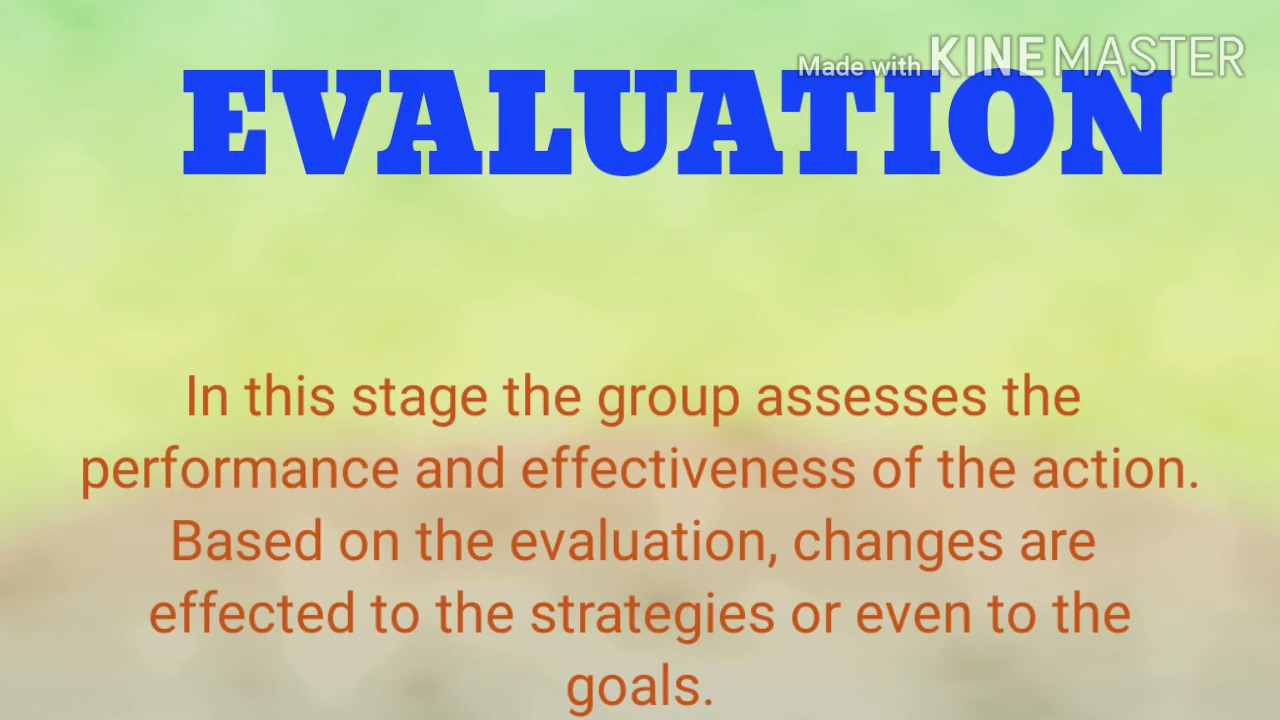 Made with KINEMASTER
EVALUATION
In this stage the group assesses the
performance and effectiveness of the action.
Based on the evaluation, changes are
effected to the strategies or even to the
goals.